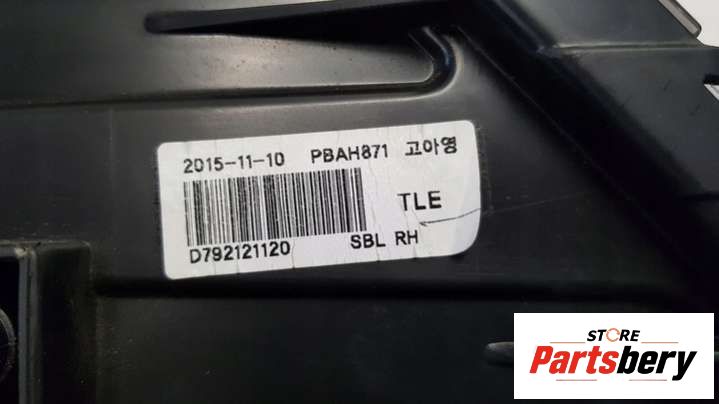 2015-11-10 PBAH871 고아영
TLE
D792121120 SBL RH
STORE
Partsbery